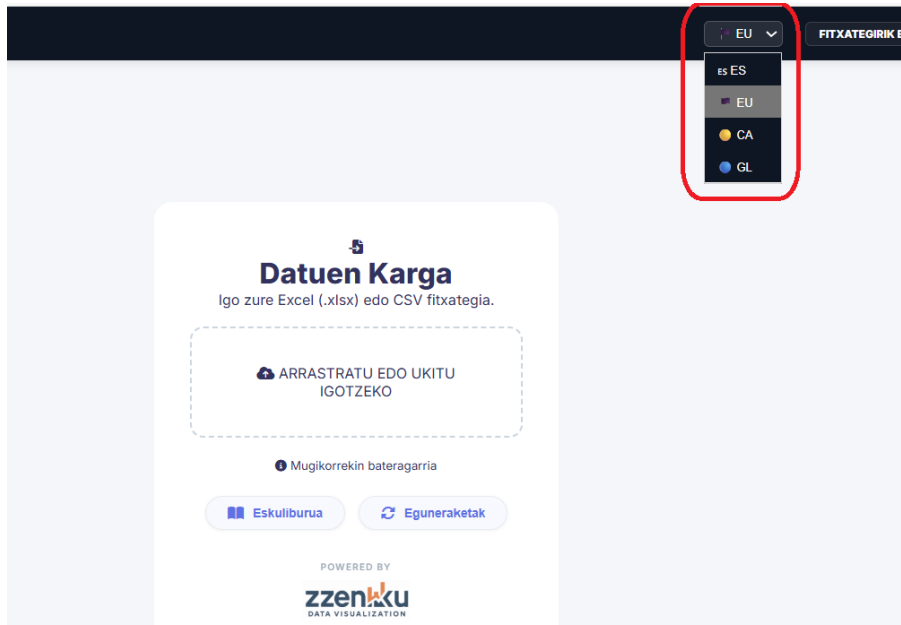 EU
FITXATEGIRIK E
ES ES
EU
CA
GL
Datuen Karga
Igo zure Excel (.xlsx) edo CSV fitxategia.
ARRASTRATU EDO UKITU
IGOTZEKO
Mugikorrekin bateragarria
Eskuliburua
Eguneraketak
POWERED BY
zzenkku
DATA VISUALIZATION